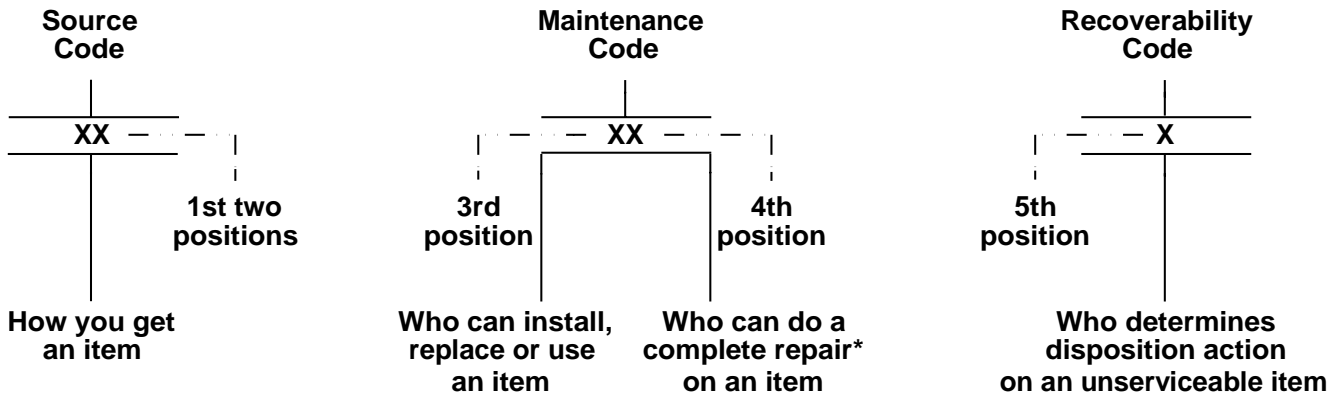 Source
Code
Maintenance
Code
Recoverability
Code
XX
XX
X
1st two
positions
3rd
position
4th
position
5th
position
How you get
an item
Who can install,
replace or use
an item
Who can do a
complete repair*
on an item
Who determines
disposition action
on an unserviceable item